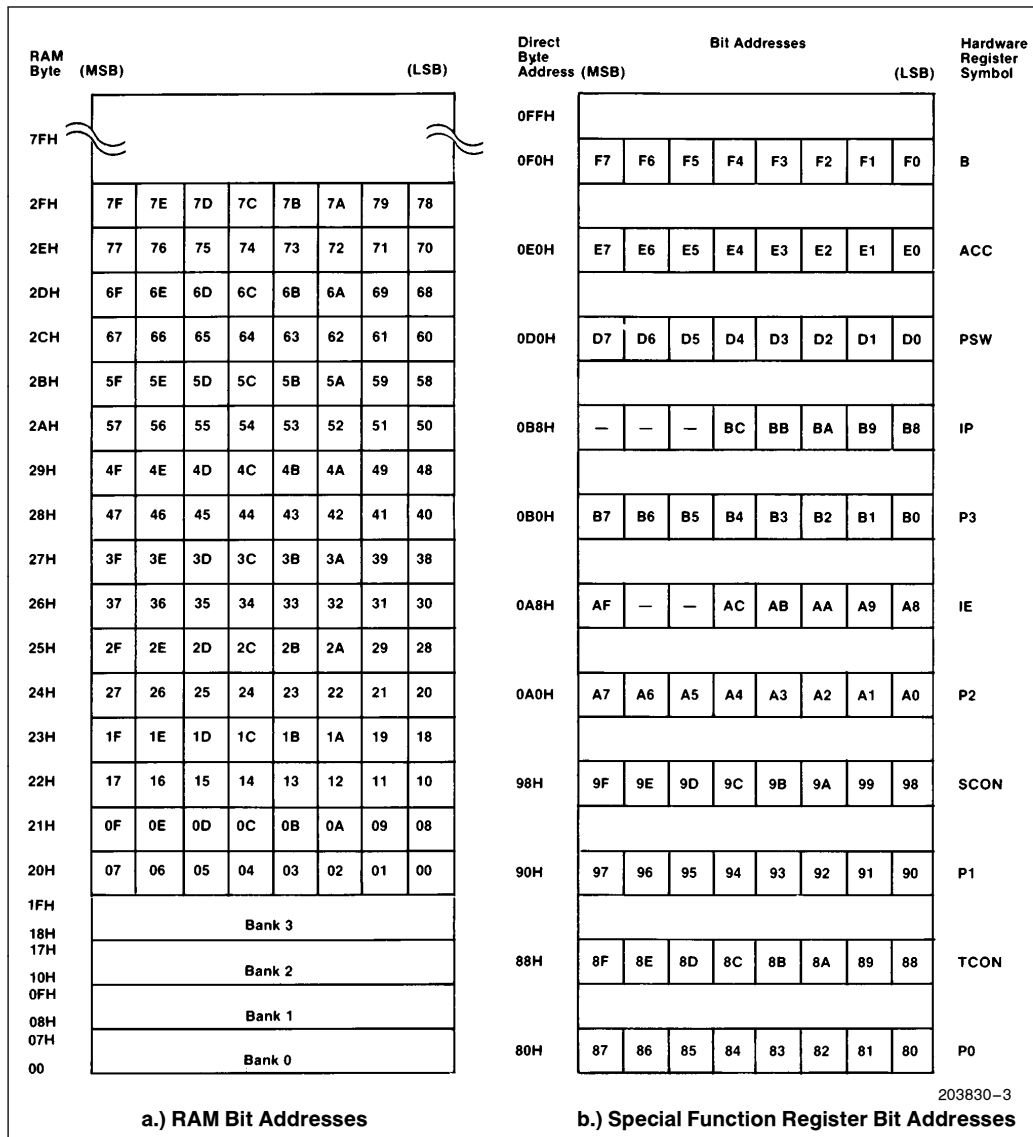 RAM Byte (MSB) (LSB)
7FH
2FH 7F 7E 7D 7C 7B 7A 79 78
2EH 77 76 75 74 73 72 71 70
2DH 6F 6E 6D 6C 6B 6A 69 68
2CH 67 66 65 64 63 62 61 60
2BH 5F 5E 5D 5C 5B 5A 59 58
2AH 57 56 55 54 53 52 51 50
29H 4F 4E 4D 4C 4B 4A 49 48
28H 47 46 45 44 43 42 41 40
27H 3F 3E 3D 3C 3B 3A 39 38
26H 37 36 35 34 33 32 31 30
25H 2F 2E 2D 2C 2B 2A 29 28
24H 27 26 25 24 23 22 21 20
23H 1F 1E 1D 1C 1B 1A 19 18
22H 17 16 15 14 13 12 11 10
21H 0F 0E 0D 0C 0B 0A 09 08
20H 07 06 05 04 03 02 01 00
1FH
Bank 3
18H
17H
Bank 2
10H
0FH
Bank 1
08H
07H
Bank 0
00
a.) RAM Bit Addresses
Direct Byte Address (MSB) Bit Addresses (LSB) Hardware Register Symbol
0FFH
0F0H F7 F6 F5 F4 F3 F2 F1 F0 B
0E0H E7 E6 E5 E4 E3 E2 E1 E0 ACC
0D0H D7 D6 D5 D4 D3 D2 D1 D0 PSW
0B8H — — — BC BB BA B9 B8 IP
0B0H B7 B6 B5 B4 B3 B2 B1 B0 P3
0A8H AF — — AC AB AA A9 A8 IE
0A0H A7 A6 A5 A4 A3 A2 A1 A0 P2
98H 9F 9E 9D 9C 9B 9A 99 98 SCON
90H 97 96 95 94 93 92 91 90 P1
88H 8F 8E 8D 8C 8B 8A 89 88 TCON
80H 87 86 85 84 83 82 81 80 P0
203830–3
b.) Special Function Register Bit Addresses